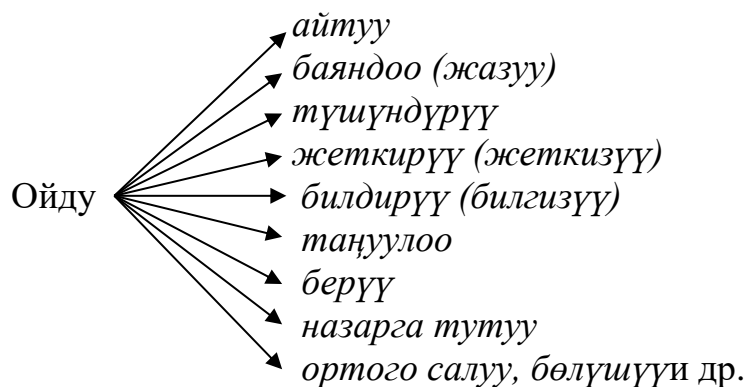 айтуу
баяндоо (жазуу)
түшүндүрүү
жеткирүү (жеткизүү)
Ойду
билдирүү (билгизүү)
таңуулоо
берүү
назарга тутуу
ортого салуу, бөлүшүүи др.